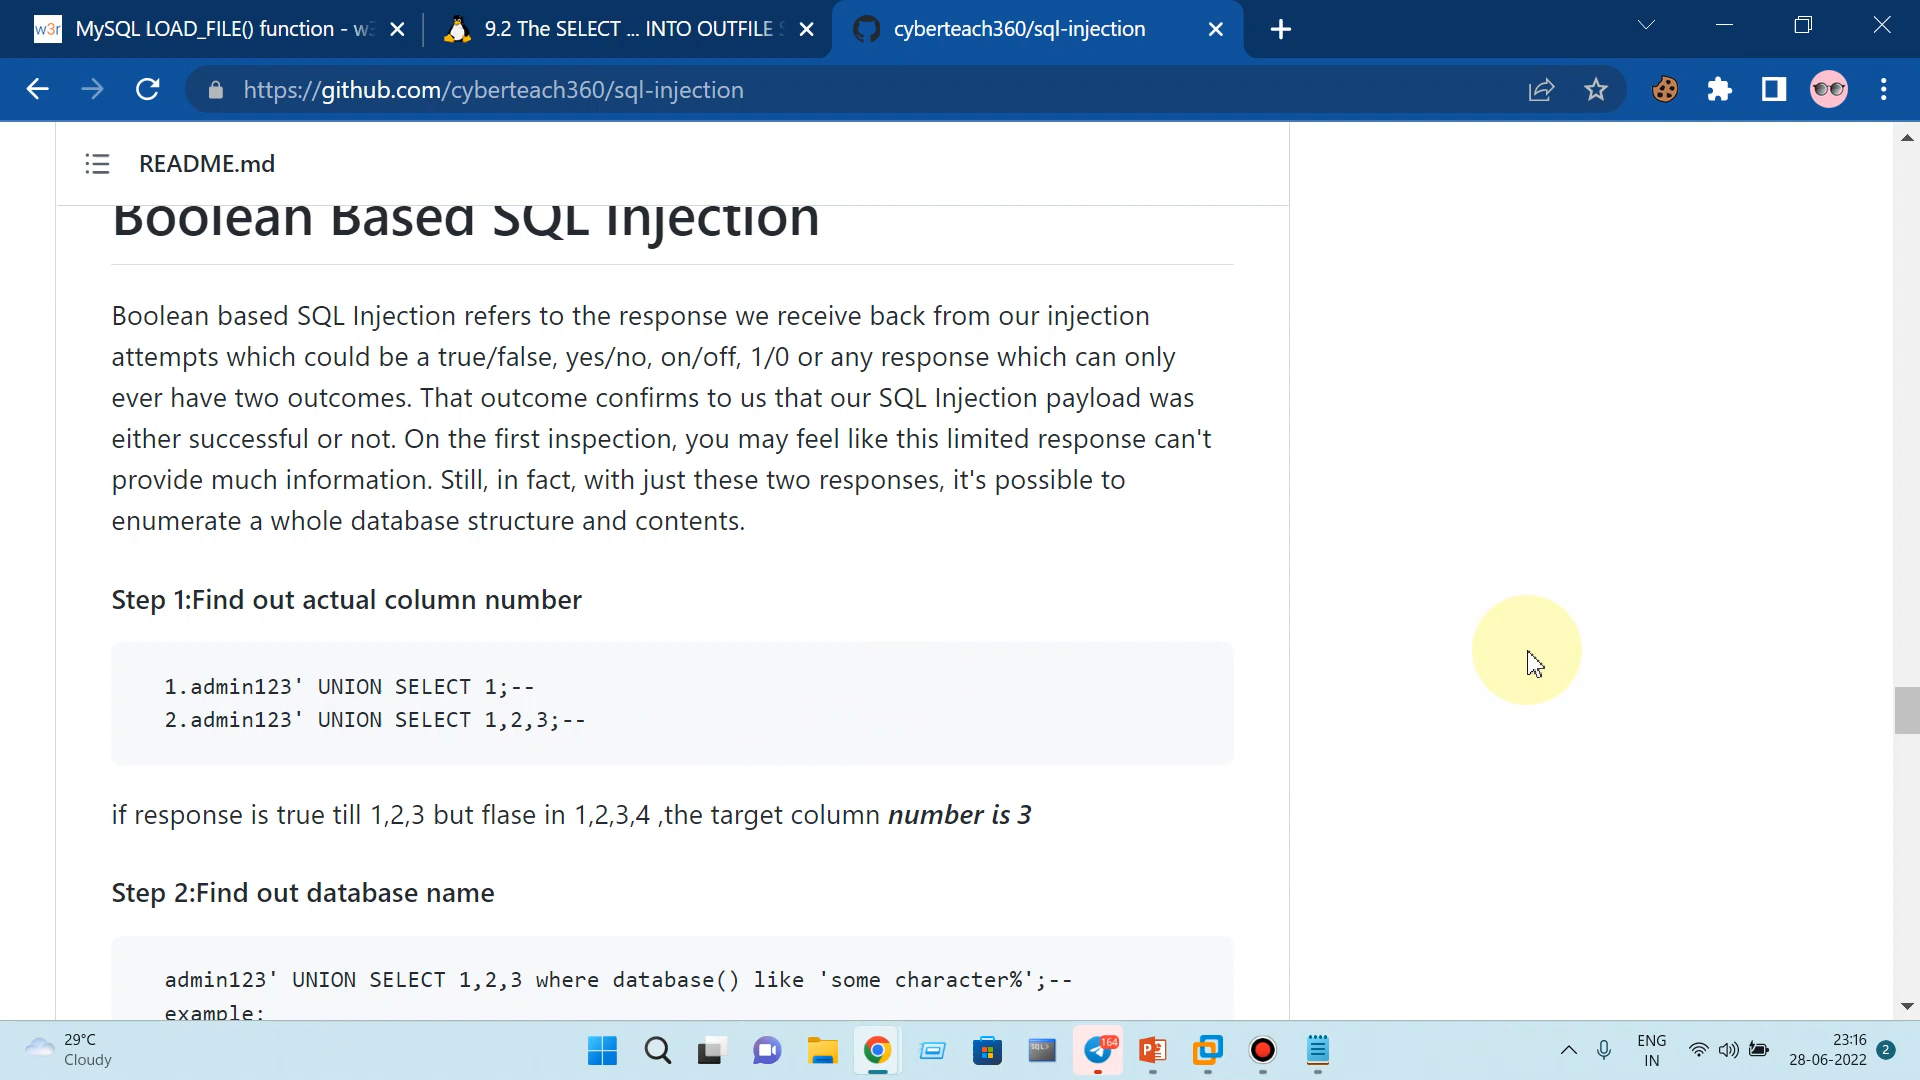 w3r MySQL LOAD_FILE() function - w3
9.2 The SELECT ... INTO OUTFILE S
cyberteach360/sql-injection
https://github.com/cyberteach360/sql-injection
README.md
Boolean Based SQL Injection
Boolean based SQL Injection refers to the response we receive back from our injection
attempts which could be a true/false, yes/no, on/off, 1/0 or any response which can only
ever have two outcomes. That outcome confirms to us that our SQL Injection payload was
either successful or not. On the first inspection, you may feel like this limited response can't
provide much information. Still, in fact, with just these two responses, it's possible to
enumerate a whole database structure and contents.
Step 1:Find out actual column number
1.admin123' UNION SELECT 1;--
2.admin123' UNION SELECT 1,2,3;--
if response is true till 1,2,3 but flase in 1,2,3,4 ,the target column number is 3
Step 2:Find out database name
admin123' UNION SELECT 1,2,3 where database() like 'some character%';--
example:
29°C
Cloudy
SQL>
164
ENG
IN
23:16
28-06-2022
2